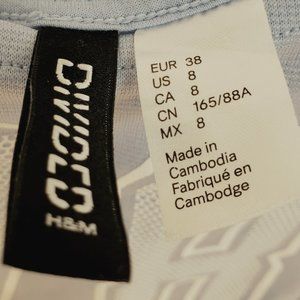 DIVIDED
H&M
EUR 38
US 8
CA 8
CN 165/88A
MX 8
Made in
Cambodia
Fabriqué en
Cambodge